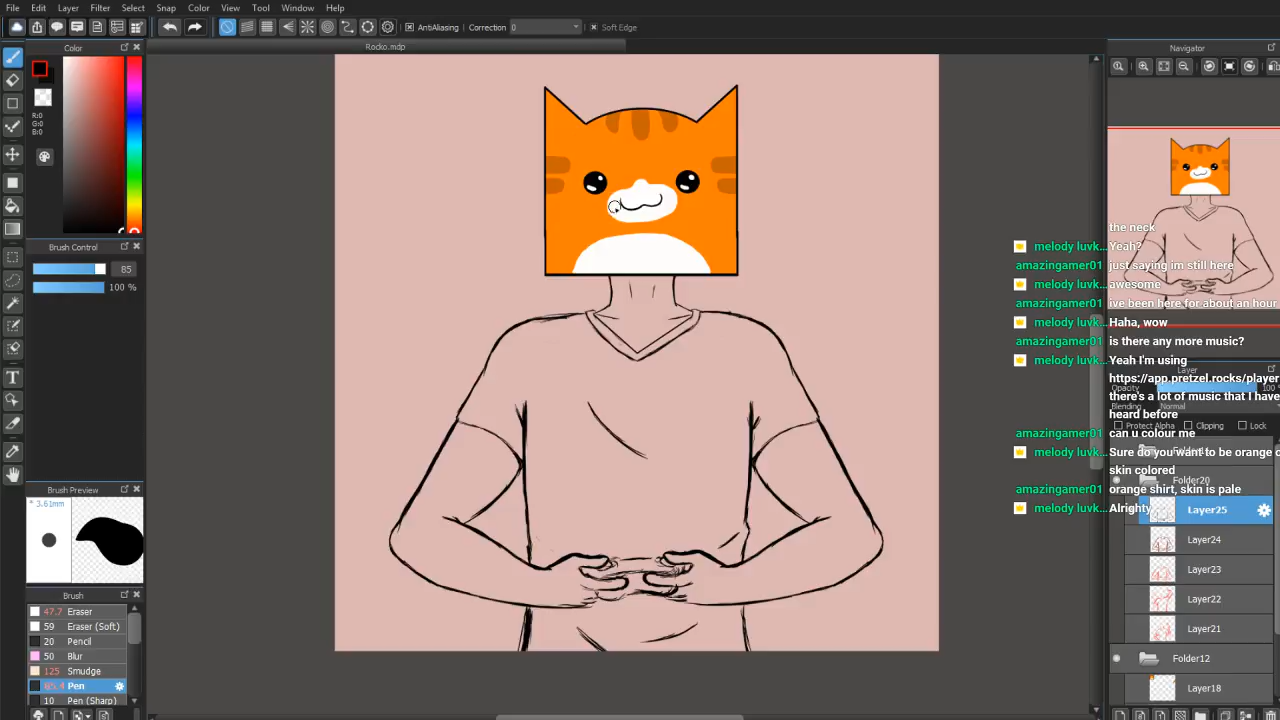 File Edit Layer Filter Select Snap Color View Tool Window Help
AntiAliasing Correction 0 Soft Edge
Rocko.mdp
Color
R:0
G:0
B:0
Brush Control
85
100 %
Brush Preview
* 3.61mm
Brush
47.7 Eraser
59 Eraser (Soft)
20 Pencil
50 Blur
125 Smudge
Pen
10 Pen (Sharp)
Navigator
the neck
melody luvk... Yeah?
amazingamer01 just saying im still here
melody luvk... awesome
amazingamer01 ive been here for about an hour
melody luvk... Haha, wow
amazingamer01 is there any more music?
melody luvk... Yeah I'm using
https://app.pretzel.rocks/player
there's a lot of music that I have
heard before
amazingamer01 can u colour me
melody luvk... Sure do you want to be orange o
skin colored
amazingamer01 orange shirt, skin is pale
melody luvk... Alrighty
Layer
Opacity 100
Blending Normal
Protect Alpha Clipping Lock
Folder20
Layer25
Layer24
Layer23
Layer22
Layer21
Folder12
Layer18